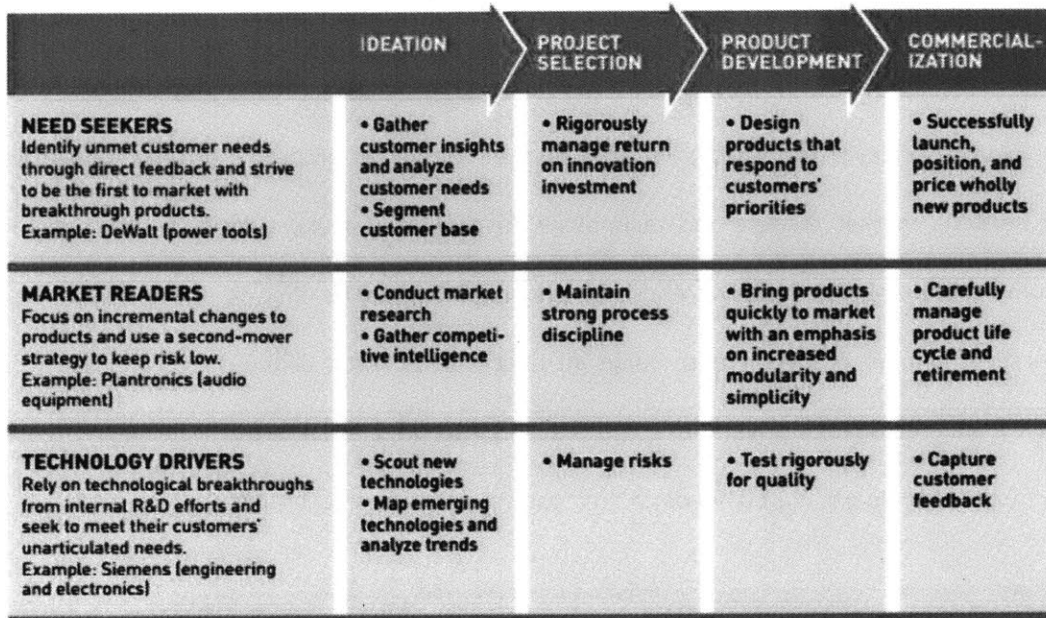 IDEATION
PROJECT
SELECTION
PRODUCT
DEVELOPMENT
COMMERCIAL-
IZATION
NEED SEEKERS
Identify unmet customer needs
through direct feedback and strive
to be the first to market with
breakthrough products.
Example: DeWalt (power tools)
• Gather
customer insights
and analyze
customer needs
• Segment
customer base
• Rigorously
manage return
on innovation
investment
• Design
products that
respond to
customers'
priorities
• Successfully
launch,
position, and
price wholly
new products
MARKET READERS
Focus on incremental changes to
products and use a second-mover
strategy to keep risk low.
Example: Plantronics (audio
equipment)
• Conduct market
research
• Gather competi-
tive intelligence
• Maintain
strong process
discipline
• Bring products
quickly to market
with an emphasis
on increased
modularity and
simplicity
• Carefully
manage
product life
cycle and
retirement
TECHNOLOGY DRIVERS
Rely on technological breakthroughs
from internal R&D efforts and
seek to meet their customers'
unarticulated needs.
Example: Siemens (engineering
and electronics)
• Scout new
technologies
• Map emerging
technologies and
analyze trends
• Manage risks
• Test rigorously
for quality
• Capture
customer
feedback